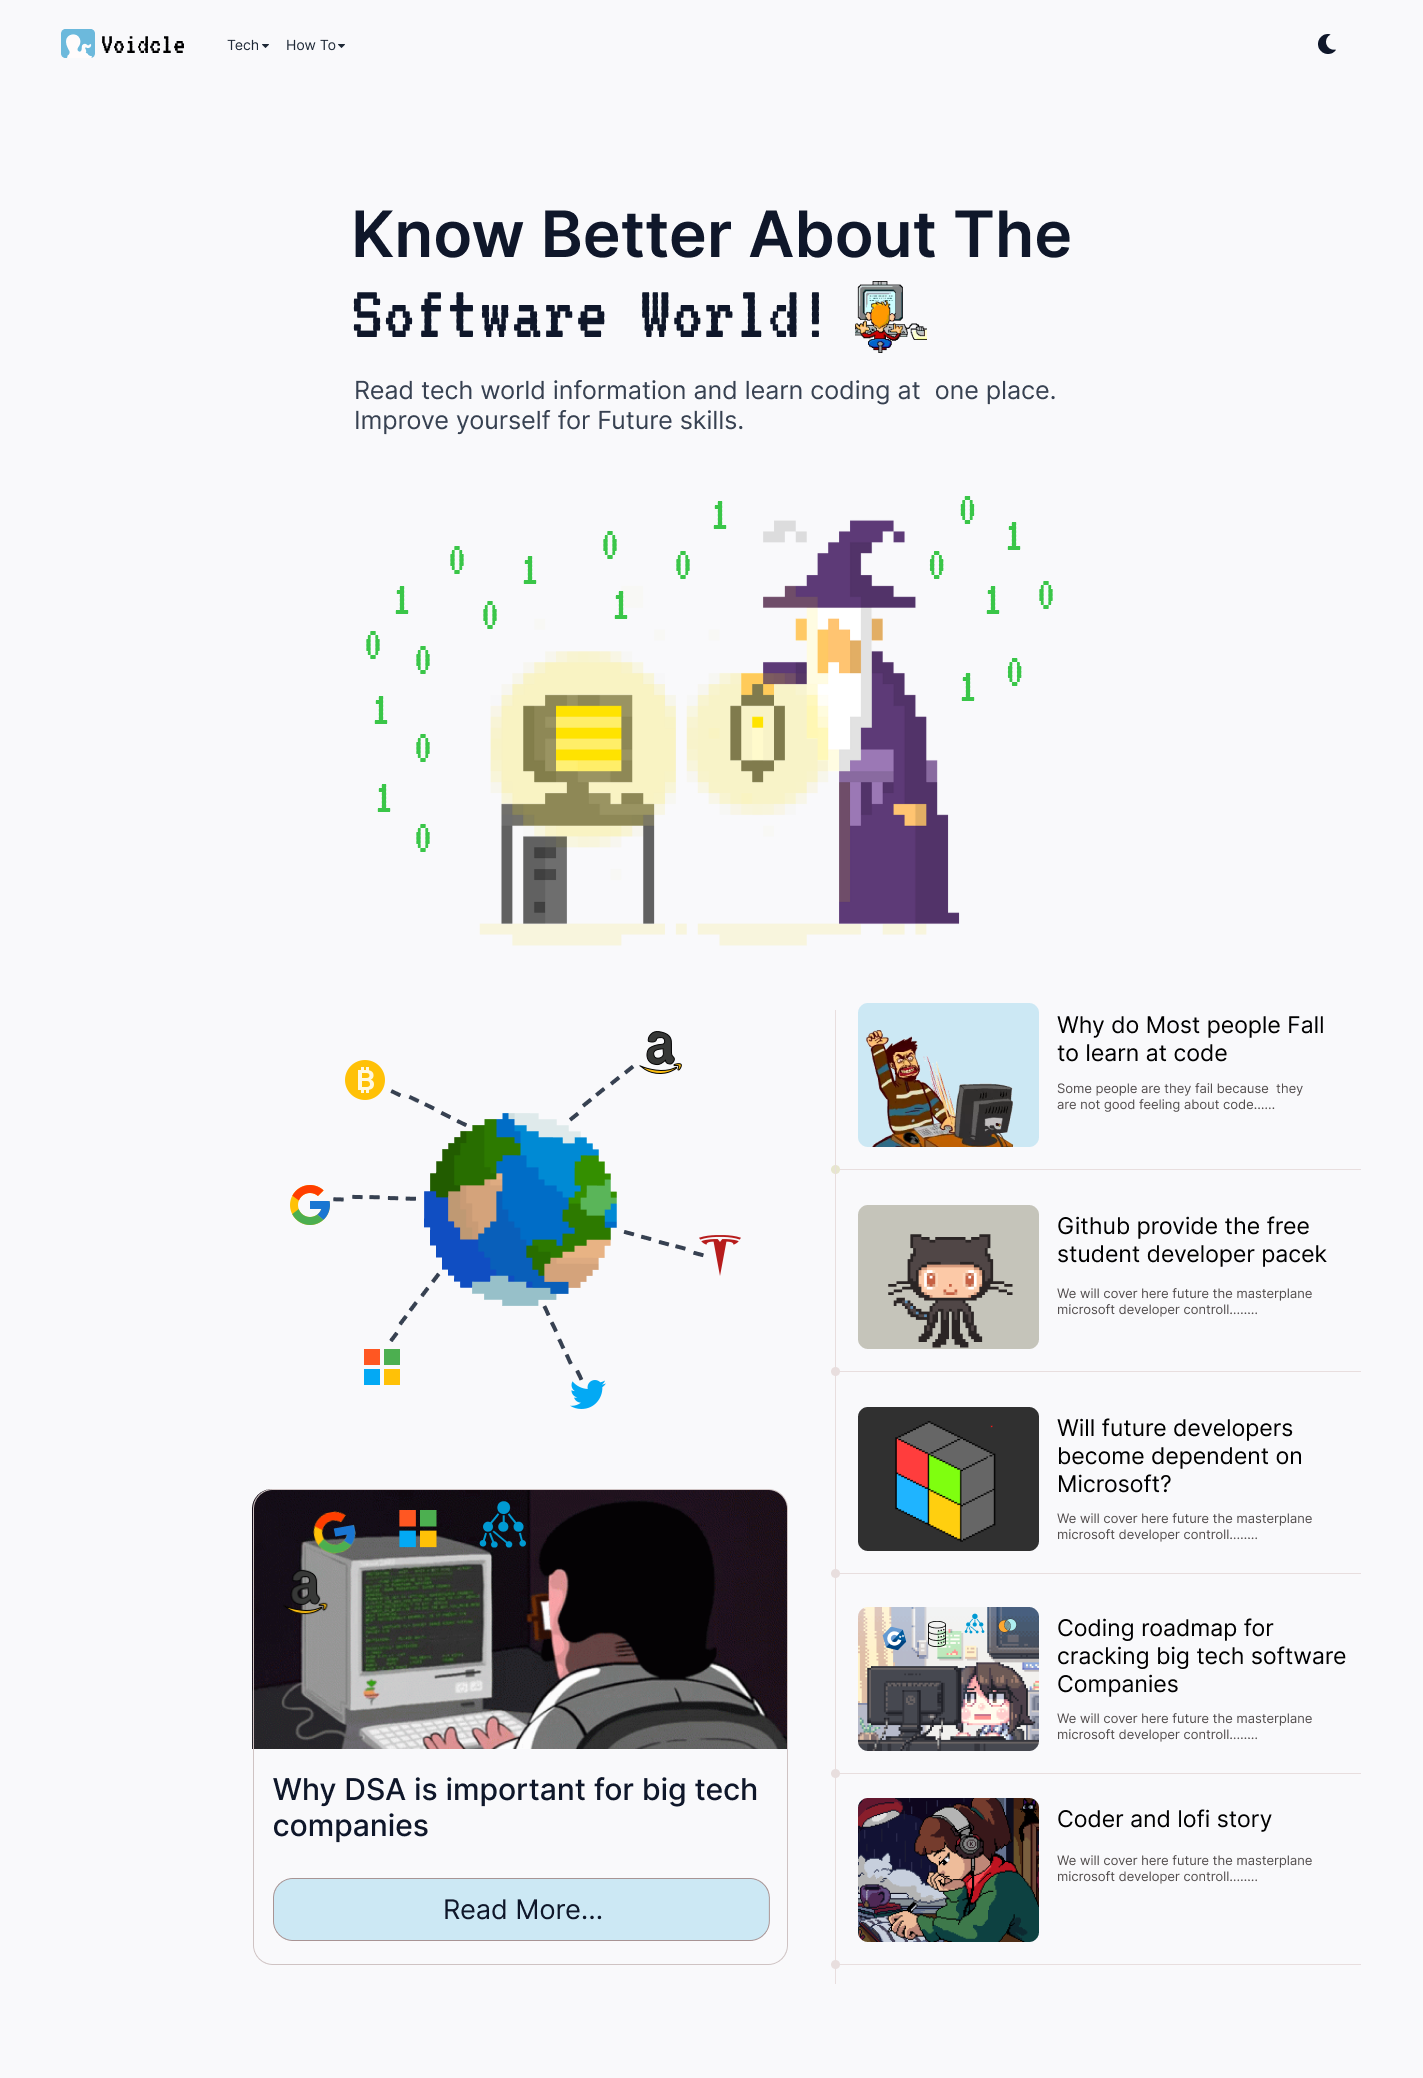 Voidcle
Tech
How To
Know Better About The
Software World!
Read tech world information and learn coding at  one place.
Improve yourself for Future skills.
1
0
0
1
0
0
0
1
1
0
1
0
1
1
0
0
0
1
1
0
1
0
Why do Most people Fall
to learn at code
Some people are they fail because  they
are not good feeling about code......
Github provide the free
student developer pacek
We will cover here future the masterplane
microsoft developer controll........
Will future developers
become dependent on
Microsoft?
We will cover here future the masterplane
microsoft developer controll........
Coding roadmap for
cracking big tech software
Companies
We will cover here future the masterplane
microsoft developer controll........
Coder and lofi story
We will cover here future the masterplane
microsoft developer controll........
Why DSA is important for big tech
companies
Read More...